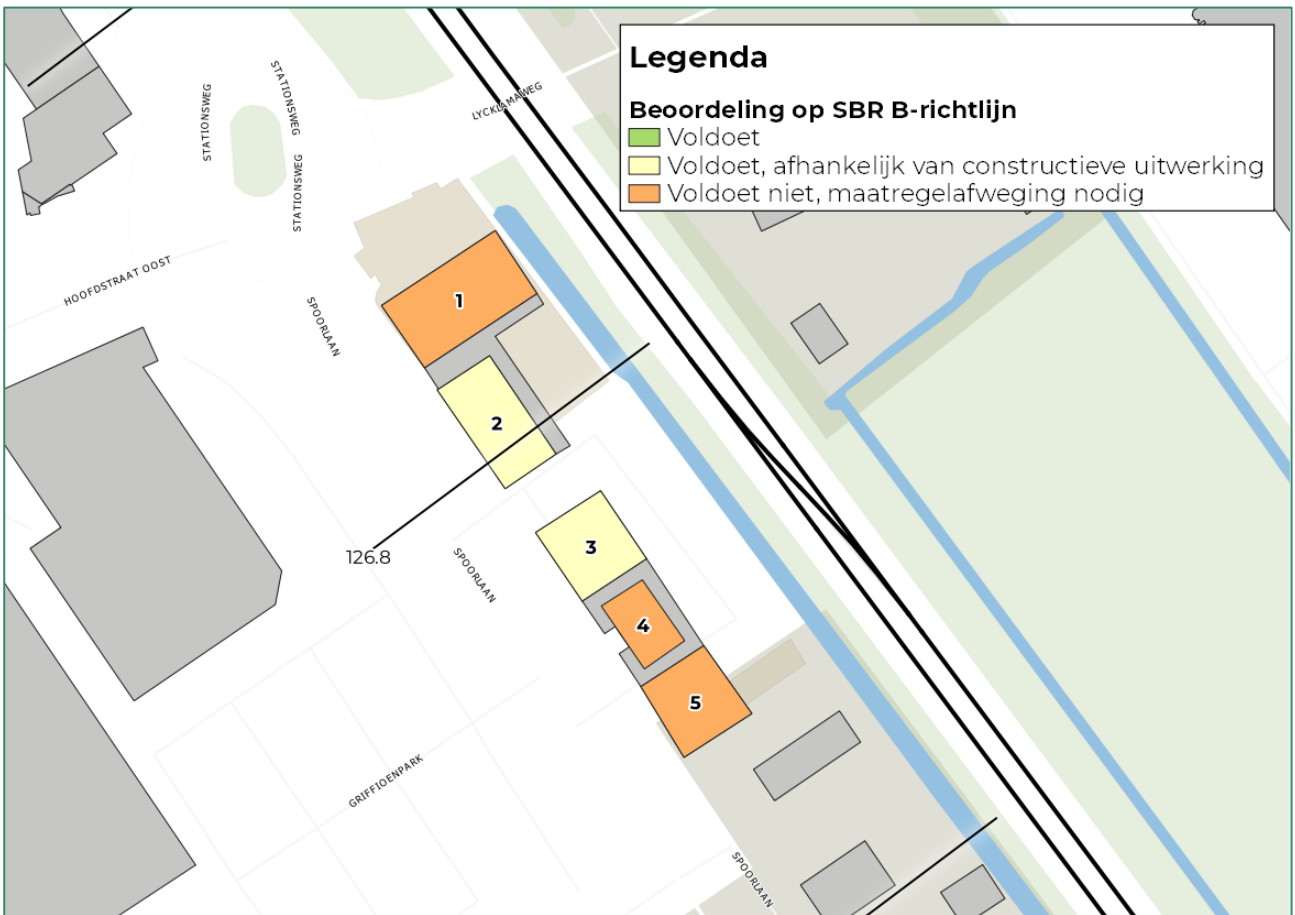 Legenda
Beoordeling op SBR B-richtlijn
Voldoet
Voldoet, afhankelijk van constructieve uitwerking
Voldoet niet, maatregelafweging nodig
STATIONSWEG
STATIONSWEG
STATIONSWEG
LYCKLAMAWEG
HOOFDSTRAAT OOST
SPOORLAAN
1
2
126.8
3
SPOORLAAN
4
5
GRIFFIOENPARK
SPOORLAAN